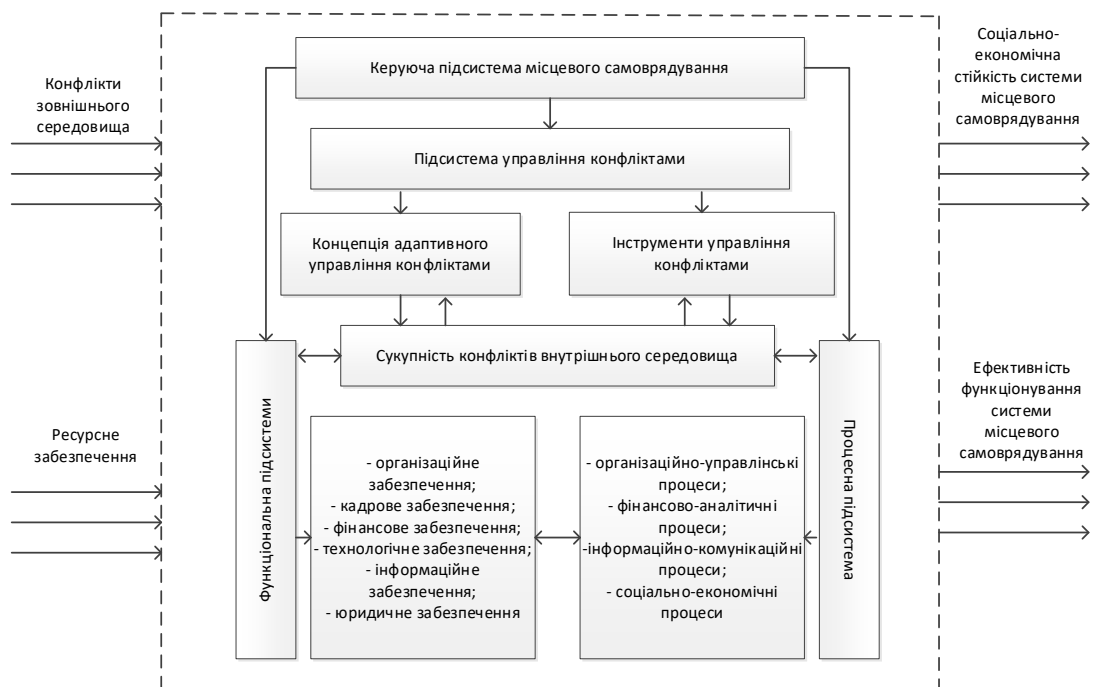 Конфлікти
зовнішнього
середовища
Ресурсне
забезпечення
Керуюча підсистема місцевого самоврядування
Підсистема управління конфліктами
Концепція адаптивного
управління конфліктами
Інструменти управління
конфліктами
Сукупність конфліктів внутрішнього середовища
Функціональна підсистеми
- організаційне
забезпечення;
- кадрове забезпечення;
- фінансове забезпечення;
- технологічне забезпечення;
- інформаційне
забезпечення;
- юридичне забезпечення
- організаційно-управлінські
процеси;
- фінансово-аналітичні
процеси;
-інформаційно-комунікаційні
процеси;
- соціально-економічні
процеси
Процесна підсистема
Соціально-
економічна
стійкість системи
місцевого
самоврядування
Ефективність
функціонування
системи
місцевого
самоврядування